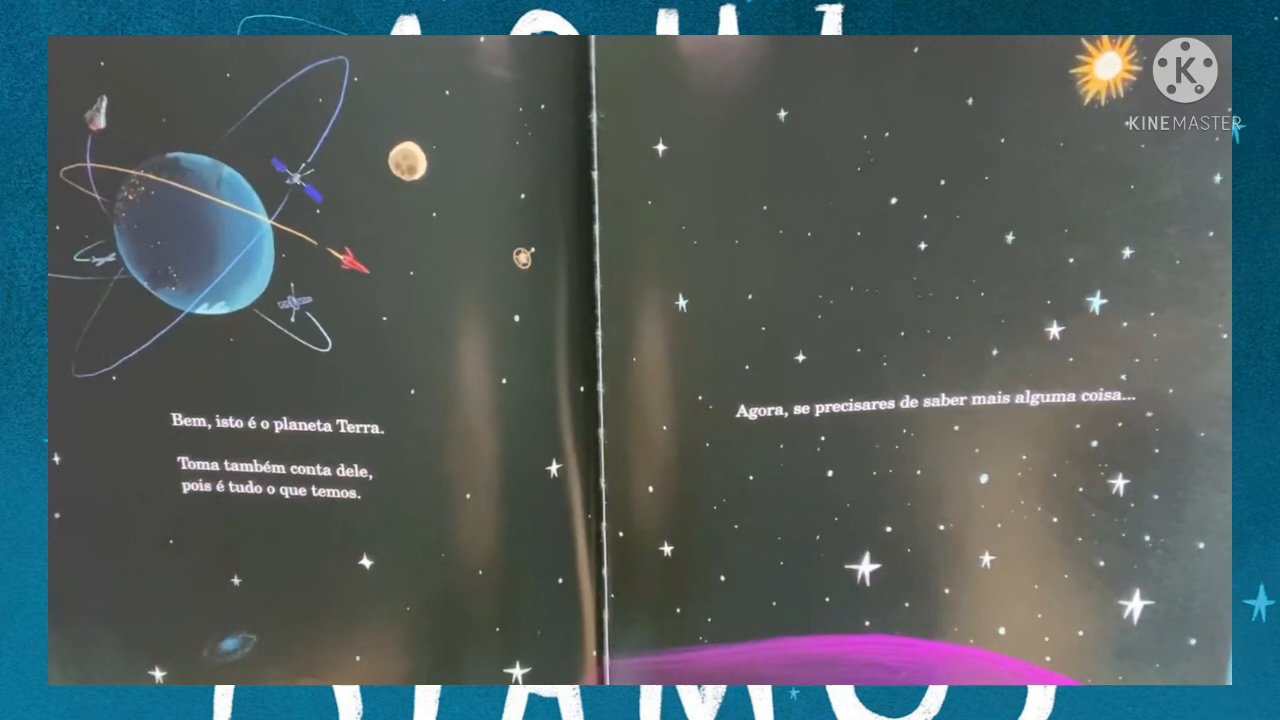 Bem, isto é o planeta Terra.
Toma também conta dele,
pois é tudo o que temos.
Agora, se precisares de saber mais alguma coisa...
K
KINEMASTER